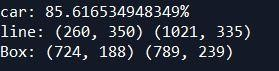 car: 85.616534948349%
line: (260, 350) (1021, 335)
Box: (724, 188) (789, 239)